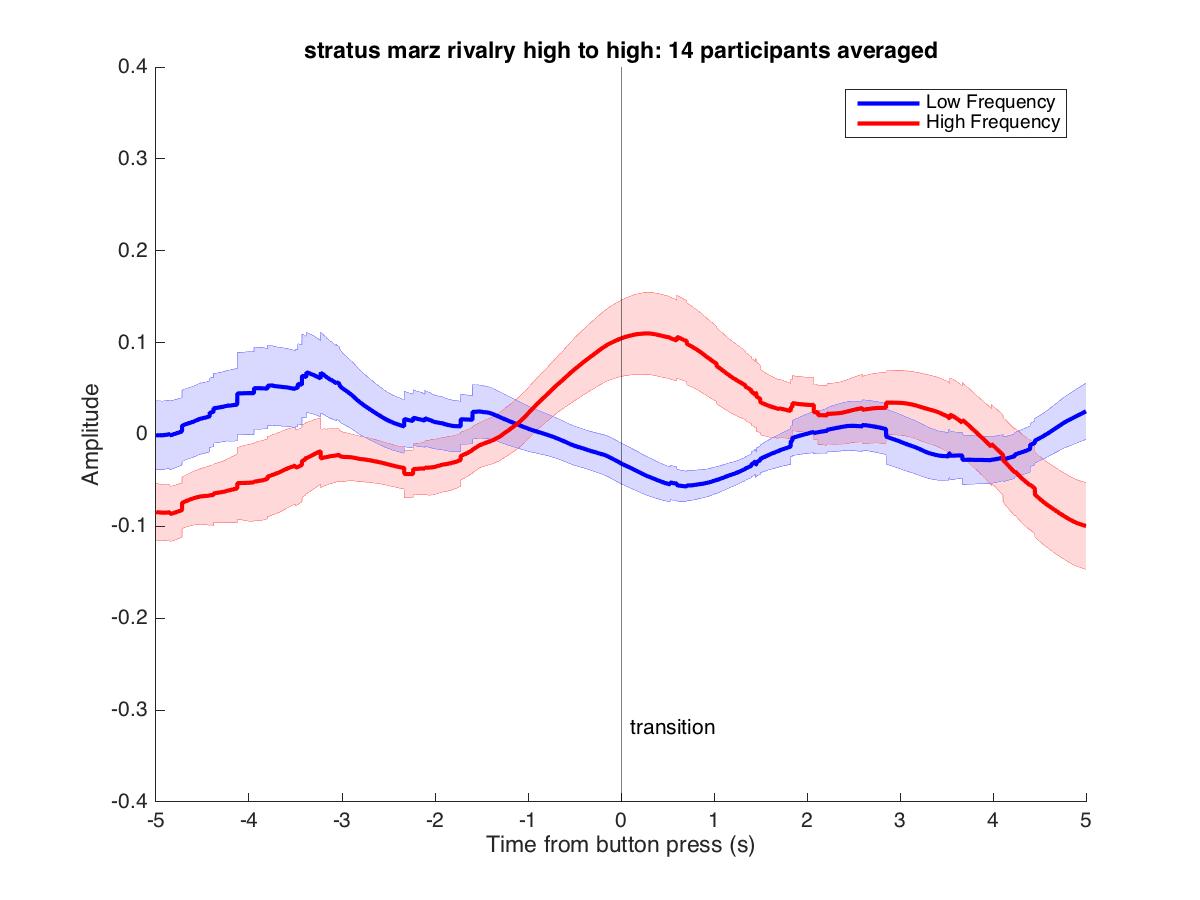 stratus marz rivalry high to high: 14 participants averaged
0.4
0.3
0.2
0.1
0
-0.1
-0.2
-0.3
-0.4
Amplitude
Low Frequency
High Frequency
transition
-5 -4 -3 -2 -1 0 1 2 3 4 5
Time from button press (s)